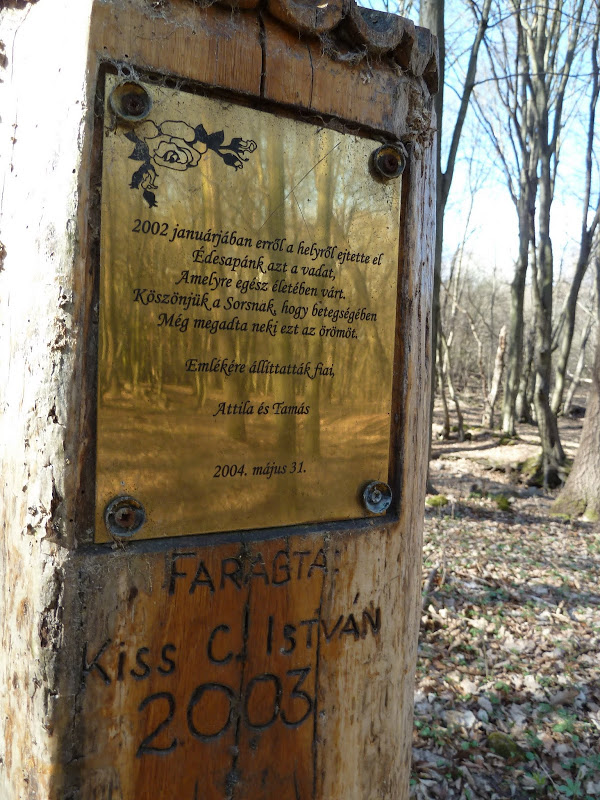 2002 januárjában erről a helyről ejtette el
Édesapánk azt a vadat,
Amelyre egész életében várt.
Köszönjük a Sorsnak, hogy betegségében
Még megadta neki ezt az örömöt.
Emlékére állíttatták fiai,
Attila és Tamás
2004. május 31.
FARAGTA:
KISS C. ISTVÁN
2003